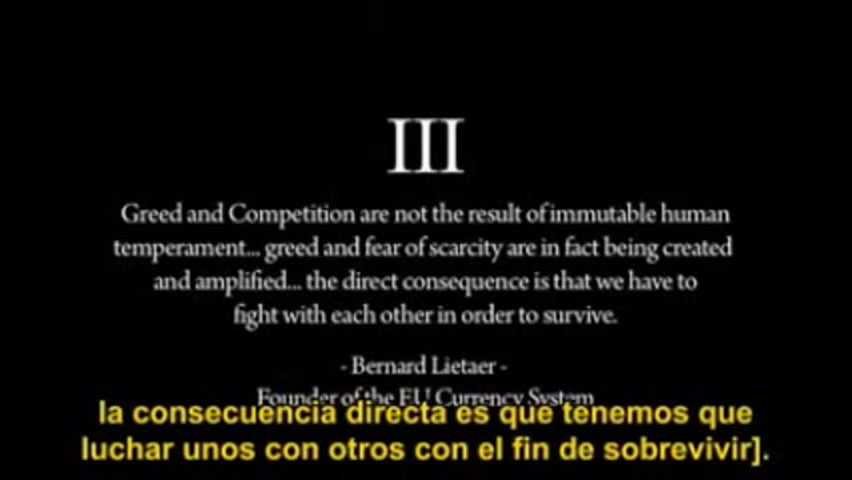 III
Greed and Competition are not the result of immutable human
temperament... greed and fear of scarcity are in fact being created
and amplified... the direct consequence is that we have to
fight with each other in order to survive.
- Bernard Lietaer -
Founder of the EU Currency System
la consecuencia directa es que tenemos que
luchar unos con otros con el fin de sobrevivir].